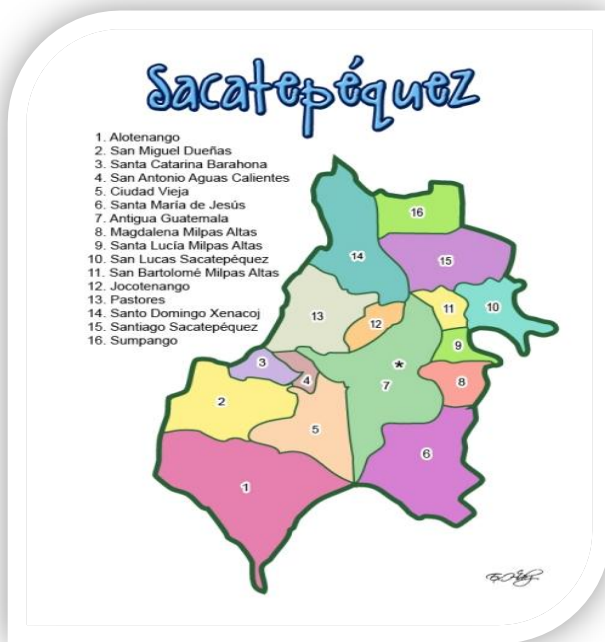 Sacatepéquez
1. Alotenango
2. San Miguel Dueñas
3. Santa Catarina Barahona
4. San Antonio Aguas Calientes
5. Ciudad Vieja
6. Santa María de Jesús
7. Antigua Guatemala
8. Magdalena Milpas Altas
9. Santa Lucía Milpas Altas
10. San Lucas Sacatepéquez
11. San Bartolomé Milpas Altas
12. Jocotenango
13. Pastores
14. Santo Domingo Xenacoj
15. Santiago Sacatepéquez
16. Sumpango
16
14
15
13
12
11
10
9
3
4
7
*
8
2
5
6
1